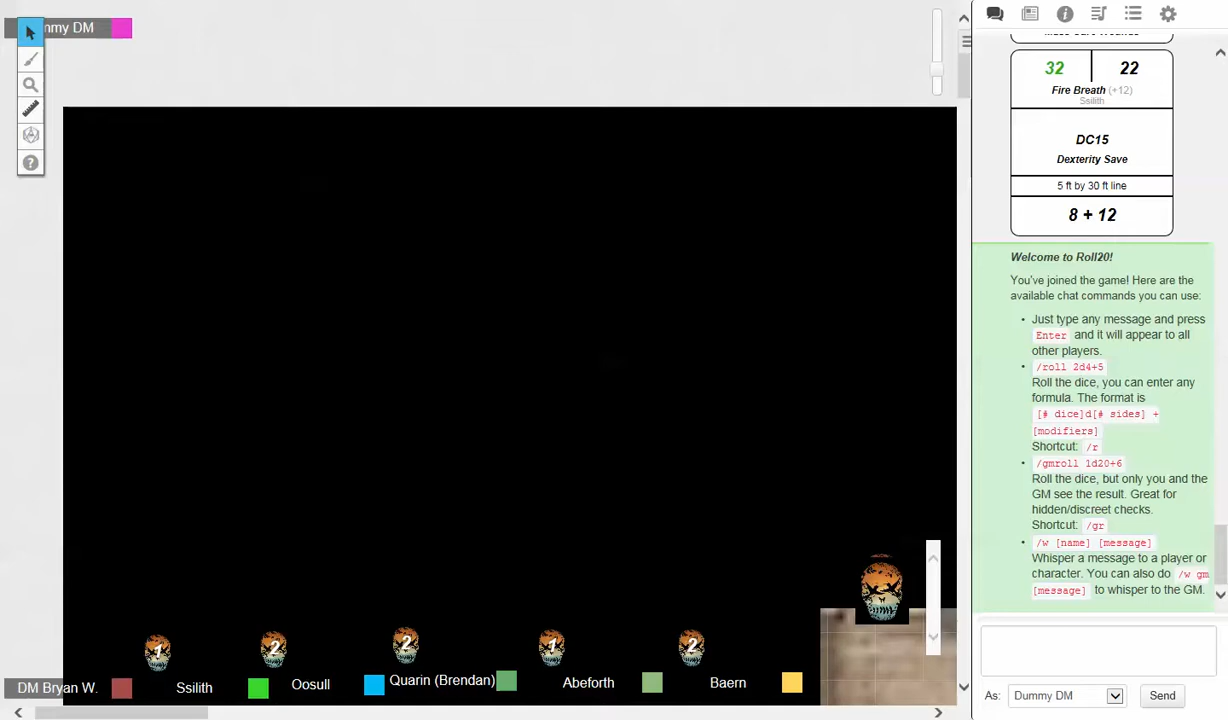 mmy DM
32 22
Fire Breath (+12)
Ssilith
DC15
Dexterity Save
5 ft by 30 ft line
8 + 12
Welcome to Roll20!
You've joined the game! Here are the
available chat commands you can use:
• Just type any message and press
Enter and it will appear to all
other players.
• /roll 2d4+5
Roll the dice, you can enter any
formula. The format is
[# dice]d[# sides] +
[modifiers]
Shortcut: /r
• /gmroll 1d20+6
Roll the dice, but only you and the
GM see the result. Great for
hidden/discreet checks.
Shortcut: /gr
• /w [name] [message]
Whisper a message to a player or
character. You can also do /w gm
[message] to whisper to the GM.
1 2 2 1 2
DM Bryan W. Ssilith Oosull Quarin (Brendan) Abeforth Baern
As: Dummy DM Send